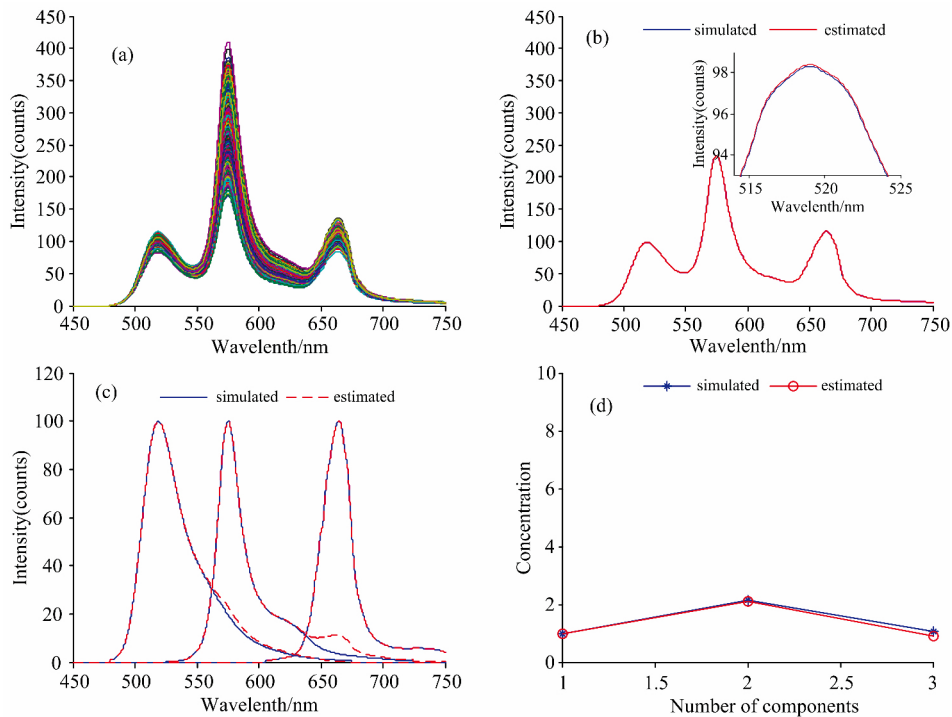 (a)
450
400
350
300
250
200
150
100
50
0
Intensity(counts)
450 500 550 600 650 700 750
Wavelenth/nm
(b)
simulated estimated
450
400
350
300
250
200
150
100
50
0
Intensity(counts)
98
96
94
Intensity(counts)
515 520 525
Wavelenth/nm
450 500 550 600 650 700 750
Wavelenth/nm
(c)
simulated estimated
120
100
80
60
40
20
0
Intensity(counts)
450 500 550 600 650 700 750
Wavelenth/nm
(d)
simulated estimated
10
8
6
4
2
0
Concentration
1 1.5 2 2.5 3
Number of components